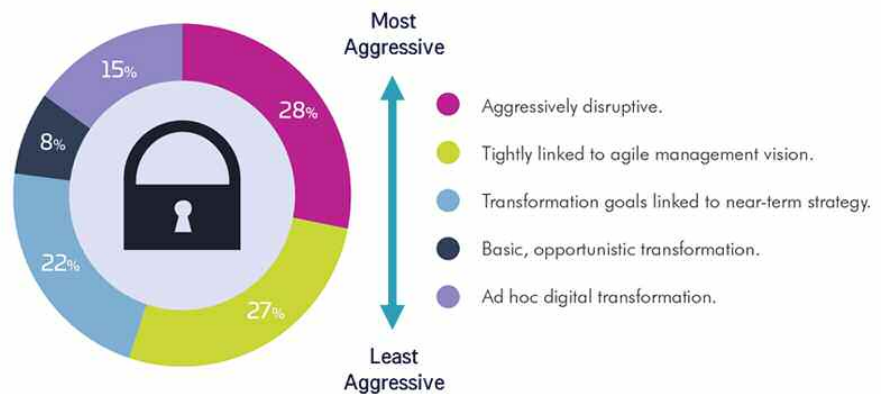 15%
28%
8%
22%
27%
Most
Aggressive
Least
Aggressive
Aggressively disruptive.
Tightly linked to agile management vision.
Transformation goals linked to near-term strategy.
Basic, opportunistic transformation.
Ad hoc digital transformation.